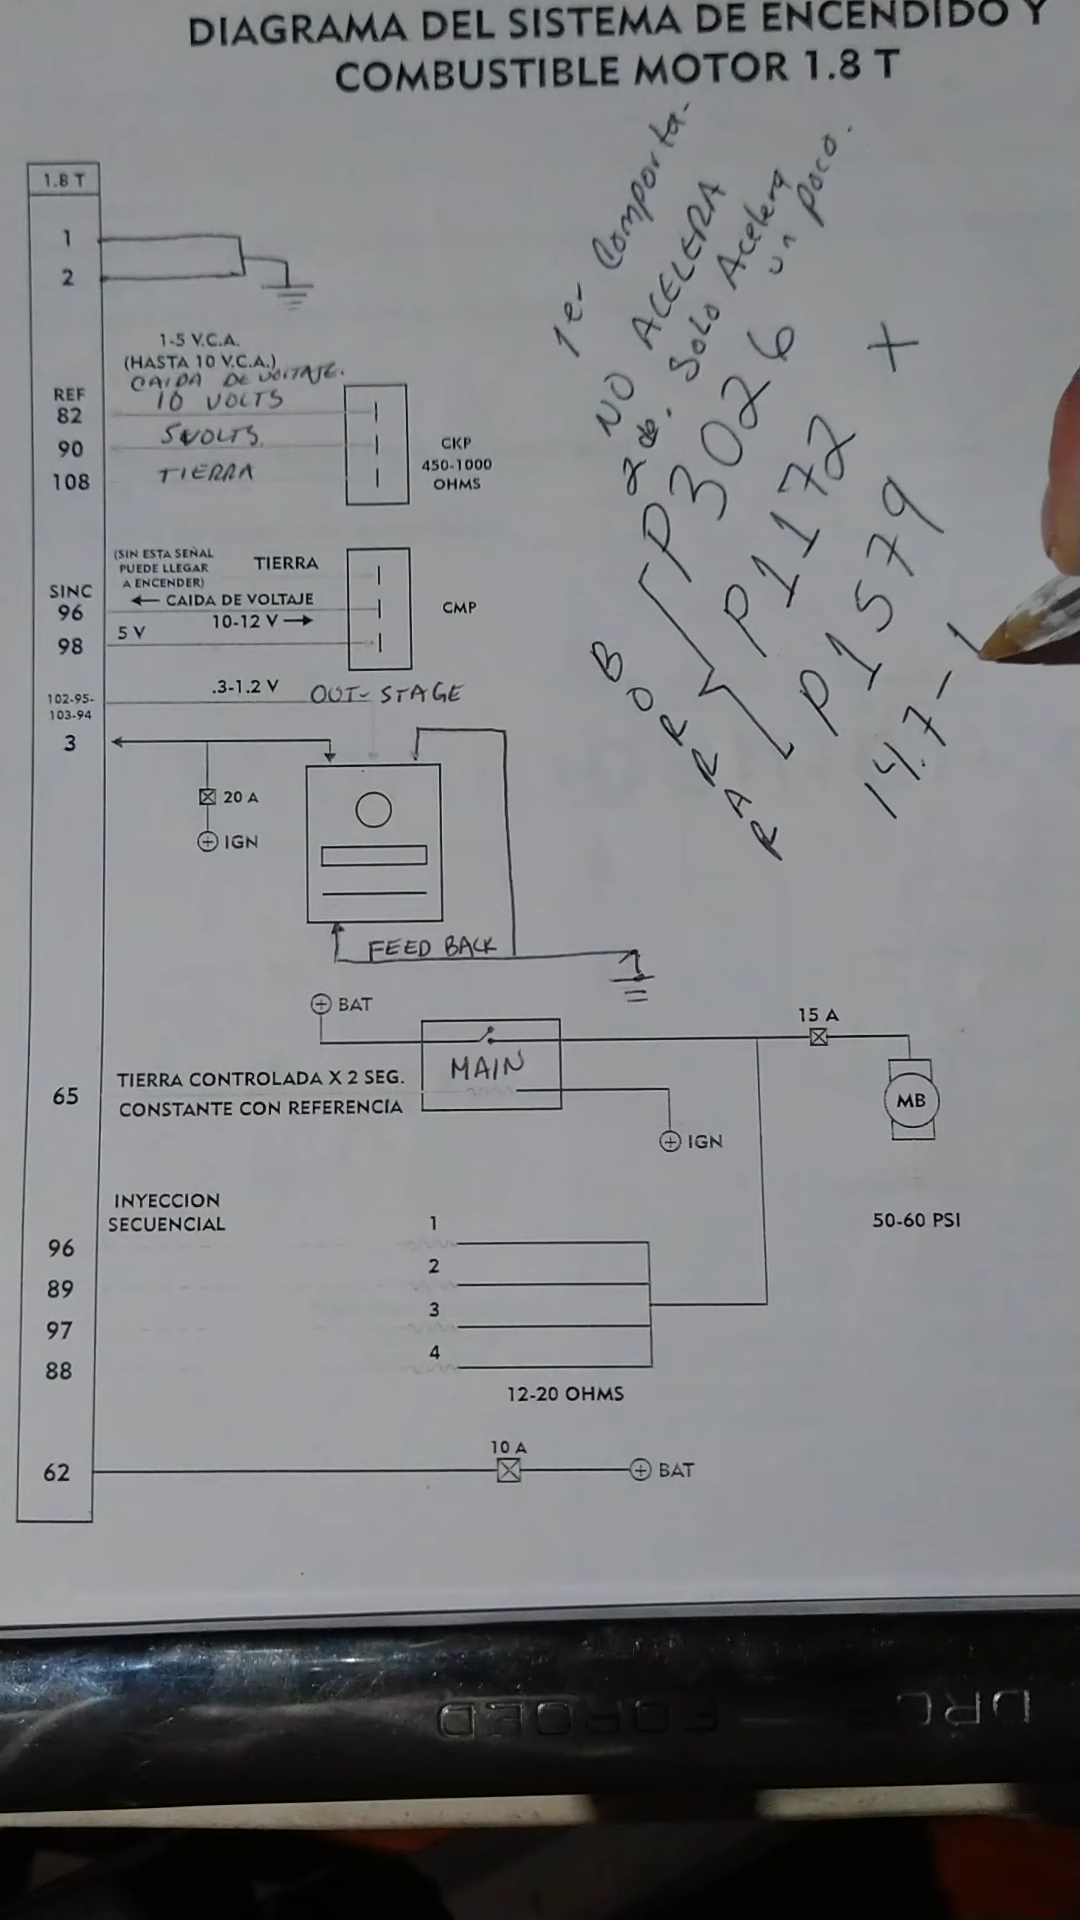 DIAGRAMA DEL SISTEMA DE ENCENDIDO Y
COMBUSTIBLE MOTOR 1.8 T
1.8 T
1
2
1-5 V.C.A.
(HASTA 10 V.C.A.)
CAIDA DE VOLTAJE.
REF
82
10 VOLTS
90
5VOLTS.
108
TIERRA
CKP
450-1000
OHMS
(SIN ESTA SEÑAL
PUEDE LLEGAR
A ENCENDER)
TIERRA
SINC
96
CAIDA DE VOLTAJE
10-12 V
CMP
98
5 V
102-95-
103-94
.3-1.2 V
OUT-STAGE
3
20 A
IGN
FEED BACK
BAT
15 A
MAIN
65
TIERRA CONTROLADA X 2 SEG.
CONSTANTE CON REFERENCIA
MB
IGN
INYECCION
SECUENCIAL
50-60 PSI
96
1
89
2
97
3
88
4
12-20 OHMS
62
10 A
BAT
1er Comporta-
NO ACELERA
2do. Solo Acelera
un poco.
P3026
P1172 +
P1579
14.7-1
BORRAR
FORGED